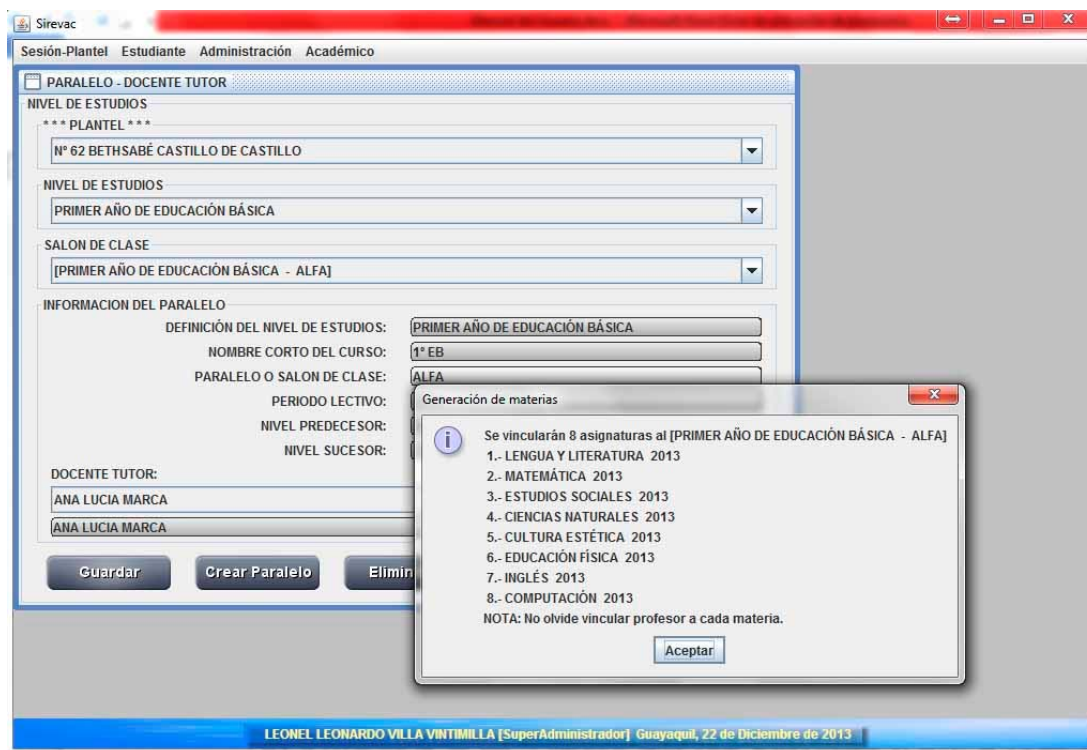 Sirevac
Sesión-Plantel Estudiante Administración Académico
PARALELO - DOCENTE TUTOR
NIVEL DE ESTUDIOS
*** PLANTEL ***
Nº 62 BETHSABÉ CASTILLO DE CASTILLO
NIVEL DE ESTUDIOS
PRIMER AÑO DE EDUCACIÓN BÁSICA
SALON DE CLASE
[PRIMER AÑO DE EDUCACIÓN BÁSICA - ALFA]
INFORMACION DEL PARALELO
DEFINICIÓN DEL NIVEL DE ESTUDIOS: PRIMER AÑO DE EDUCACIÓN BÁSICA
NOMBRE CORTO DEL CURSO: 1º EB
PARALELO O SALON DE CLASE: ALFA
PERIODO LECTIVO:
NIVEL PREDECESOR:
NIVEL SUCESOR:
DOCENTE TUTOR:
ANA LUCIA MARCA
ANA LUCIA MARCA
Guardar Crear Paralelo Elimin
Generación de materias
Se vincularán 8 asignaturas al [PRIMER AÑO DE EDUCACIÓN BÁSICA - ALFA]
1.- LENGUA Y LITERATURA 2013
2.- MATEMÁTICA 2013
3.- ESTUDIOS SOCIALES 2013
4.- CIENCIAS NATURALES 2013
5.- CULTURA ESTÉTICA 2013
6.- EDUCACIÓN FÍSICA 2013
7.- INGLÉS 2013
8.- COMPUTACIÓN 2013
NOTA: No olvide vincular profesor a cada materia.
Aceptar
LEONEL LEONARDO VILLA VINTIMILLA [SuperAdministrador] Guayaquil, 22 de Diciembre de 2013